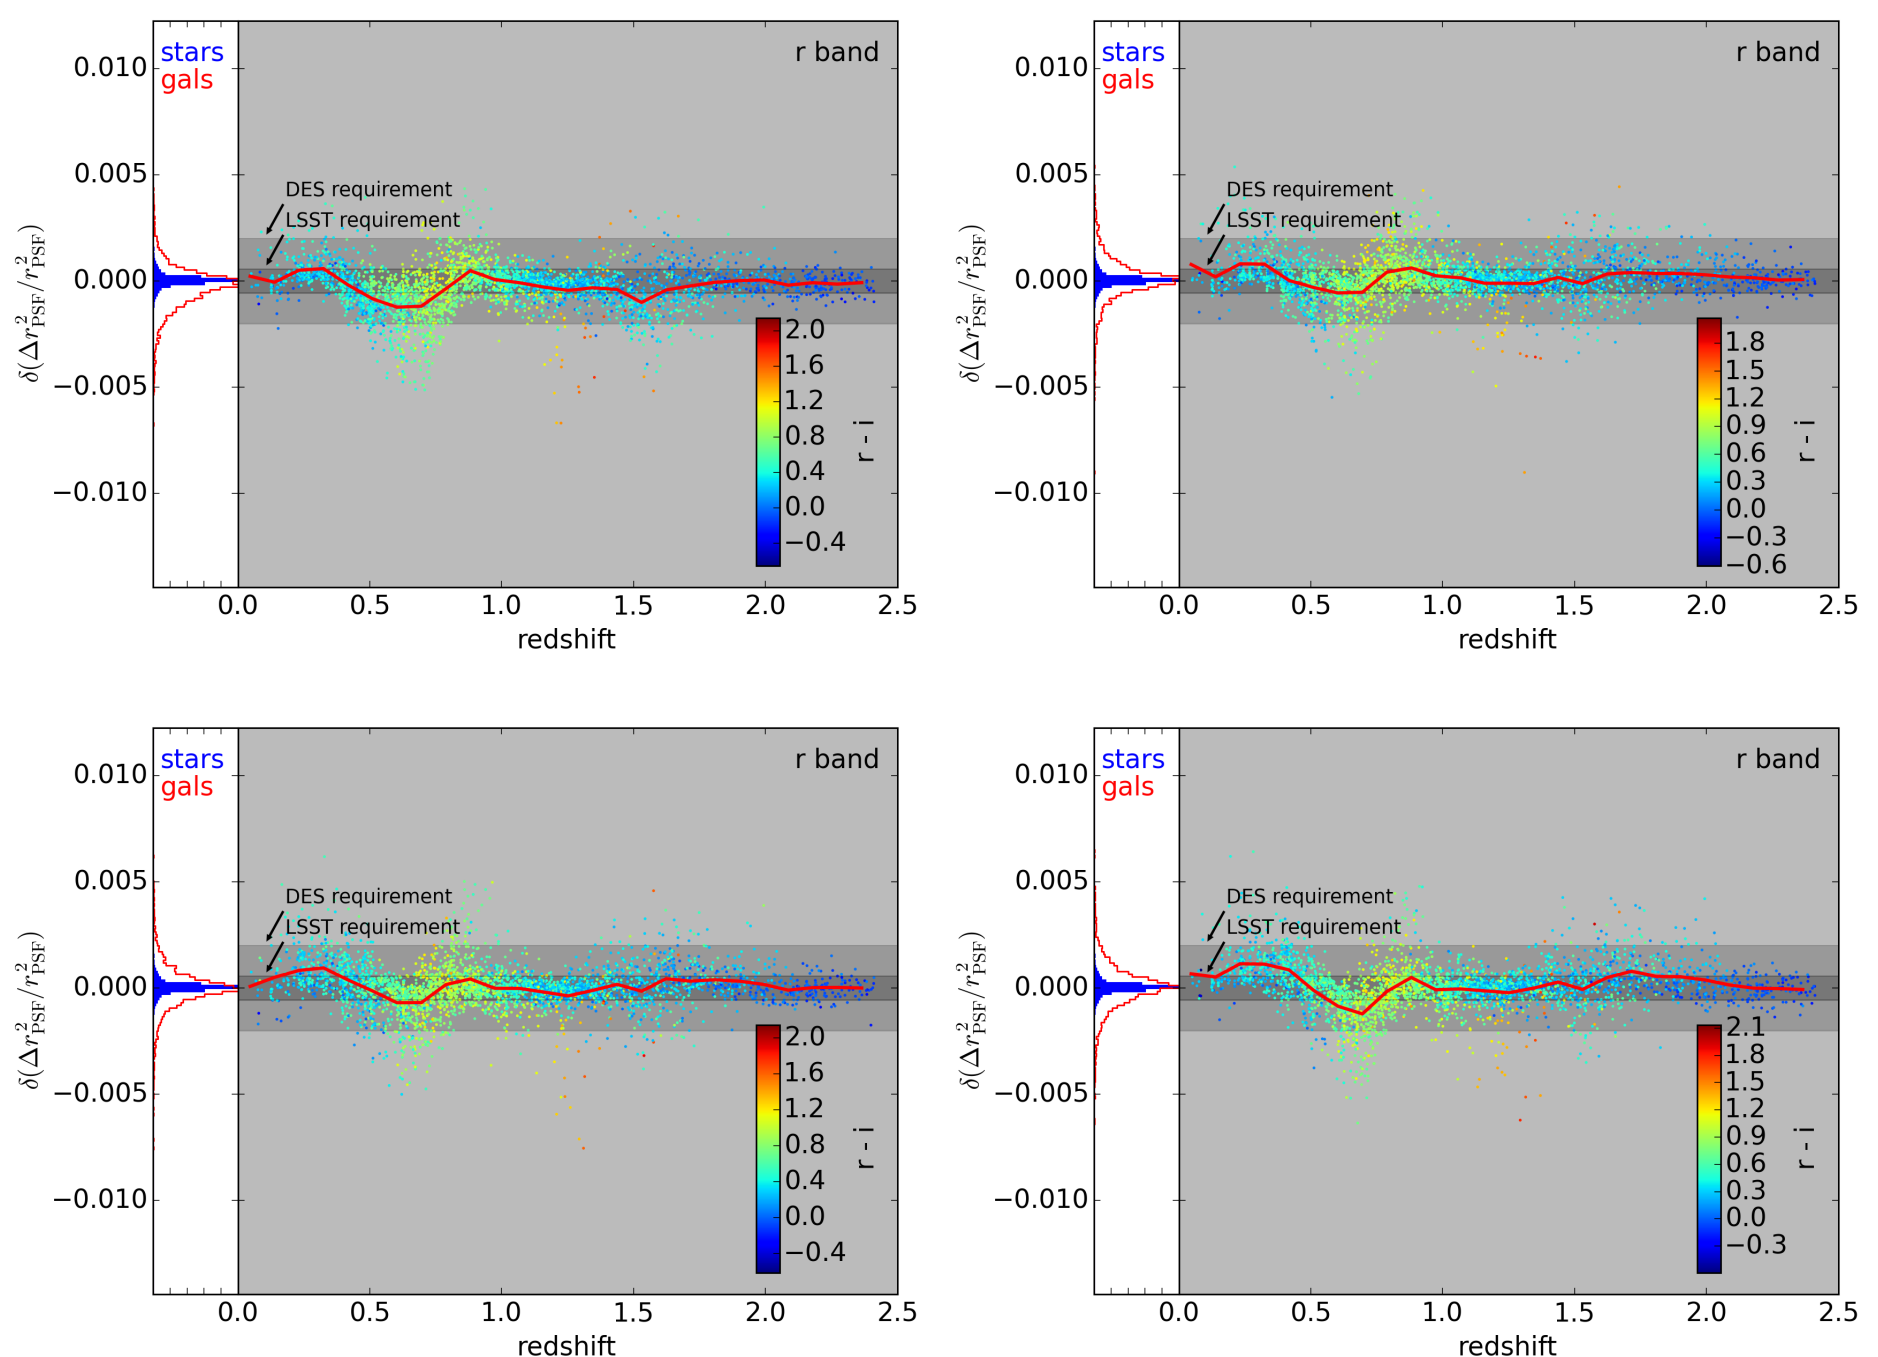 stars
gals
r band
0.010
0.005
0.000
−0.005
−0.010
DES requirement
LSST requirement
δ(Δr²PSF/r²PSF)
2.0
1.6
1.2
0.8
0.4
0.0
−0.4
r - i
0.0 0.5 1.0 1.5 2.0 2.5
redshift
stars
gals
r band
0.010
0.005
0.000
−0.005
−0.010
DES requirement
LSST requirement
δ(Δr²PSF/r²PSF)
1.8
1.5
1.2
0.9
0.6
0.3
0.0
−0.3
−0.6
r - i
0.0 0.5 1.0 1.5 2.0 2.5
redshift
stars
gals
r band
0.010
0.005
0.000
−0.005
−0.010
DES requirement
LSST requirement
δ(Δr²PSF/r²PSF)
2.0
1.6
1.2
0.8
0.4
0.0
−0.4
r - i
0.0 0.5 1.0 1.5 2.0 2.5
redshift
stars
gals
r band
0.010
0.005
0.000
−0.005
−0.010
DES requirement
LSST requirement
δ(Δr²PSF/r²PSF)
2.1
1.8
1.5
1.2
0.9
0.6
0.3
0.0
−0.3
r - i
0.0 0.5 1.0 1.5 2.0 2.5
redshift